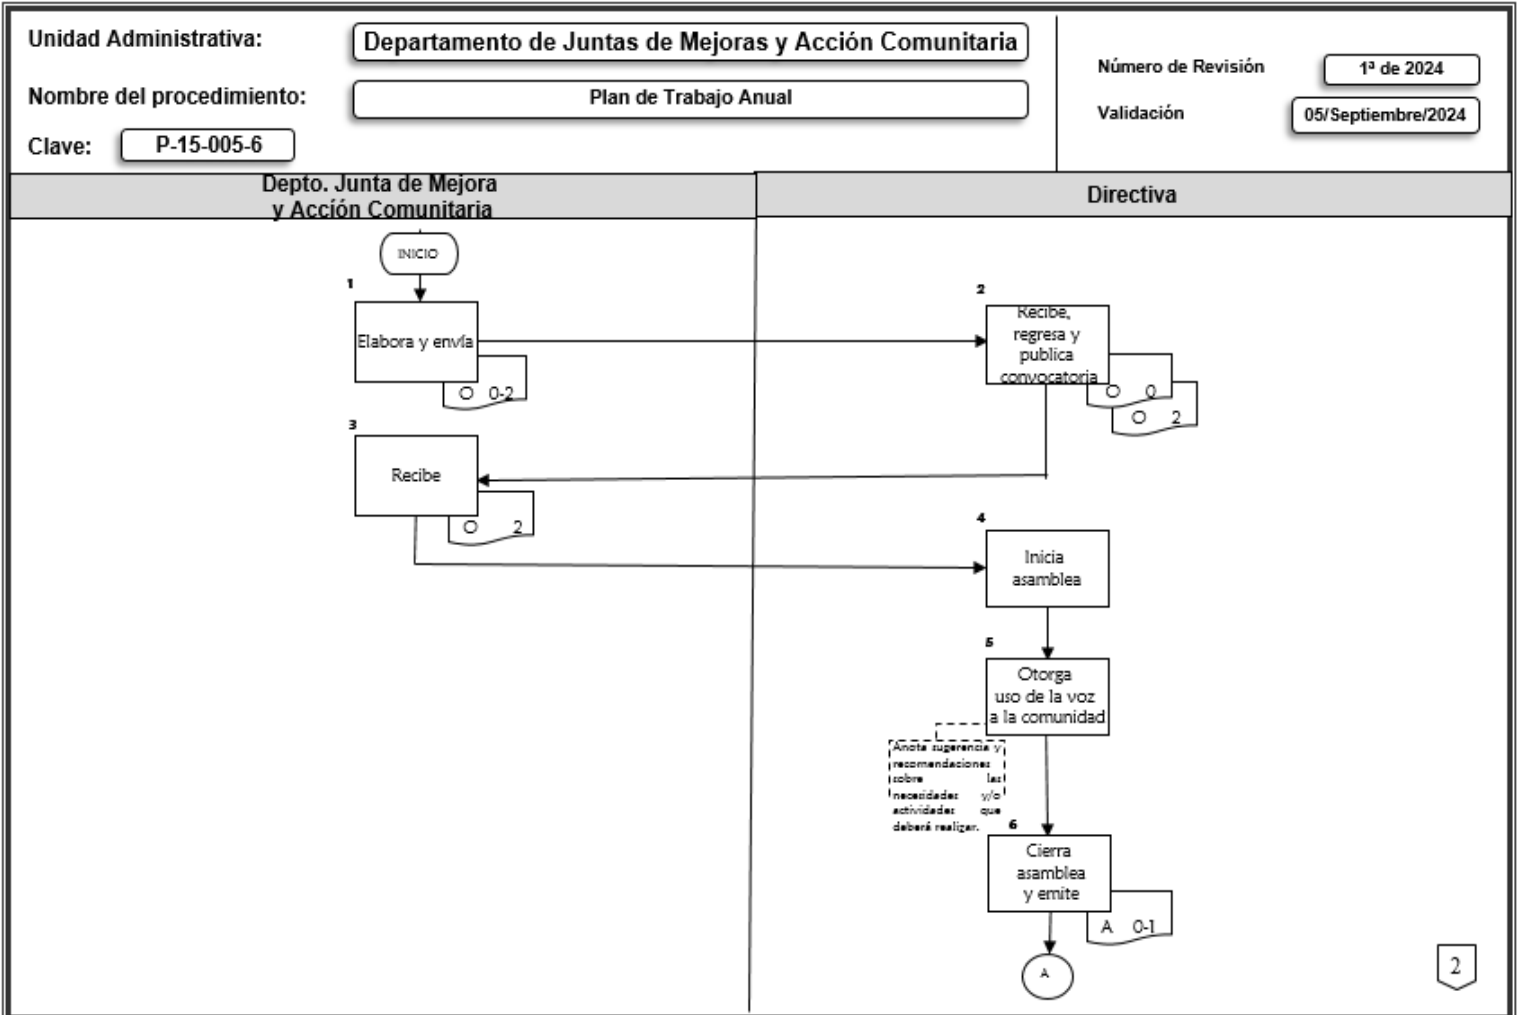 Unidad Administrativa:
Departamento de Juntas de Mejoras y Acción Comunitaria
Nombre del procedimiento:
Plan de Trabajo Anual
Clave:
P-15-005-6
Número de Revisión
1ª de 2024
Validación
05/Septiembre/2024
Depto. Junta de Mejora
y Acción Comunitaria
Directiva
INICIO
1
Elabora y envía
O 0-2
2
Recibe,
regresa y
publica
convocatoria
O 0
O 2
3
Recibe
O 2
4
Inicia
asamblea
5
Otorga
uso de la voz
a la comunidad
Anota sugerencia y
recomendaciones
sobre las
necesidades y/o
actividades que
deberá realizar.
6
Cierra
asamblea
y emite
A 0-1
A
2